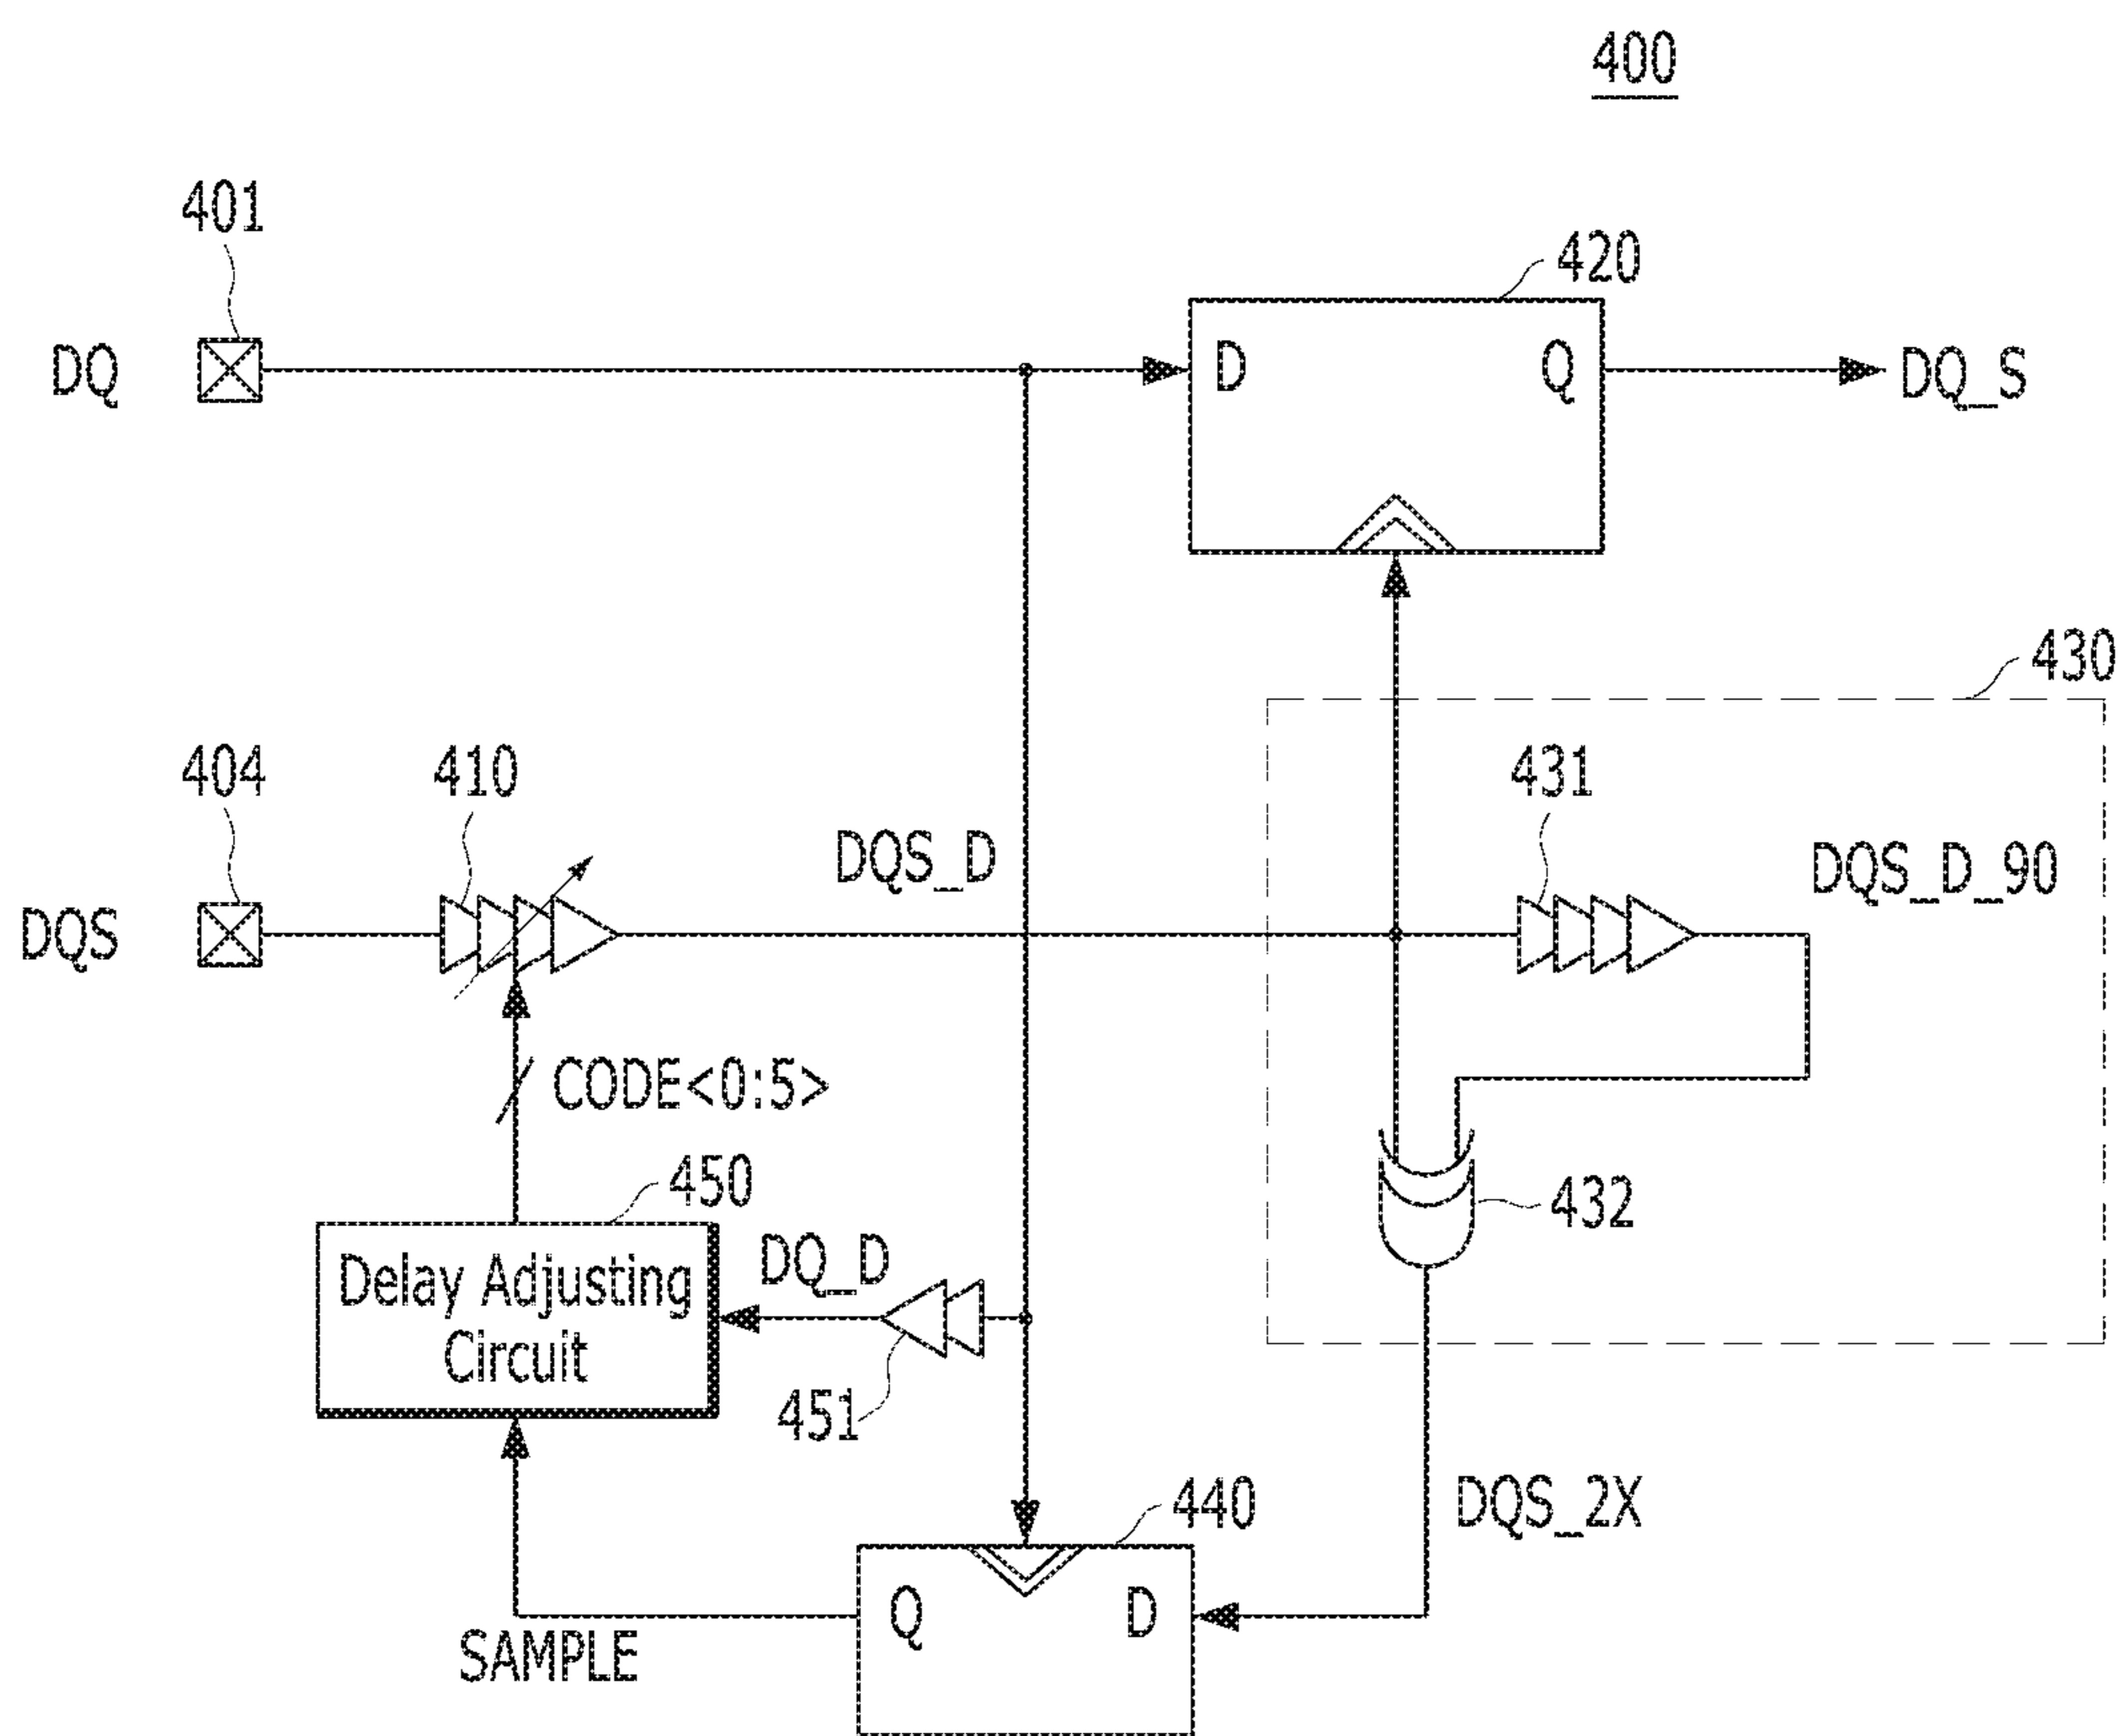 400
401
420
DQ
D
Q
DQ_S
430
404
410
431
DQS_D
DQS_D_90
DQS
CODE<0:5>
450
432
DQ_D
Delay Adjusting
Circuit
451
440
DQS_2X
Q
D
SAMPLE